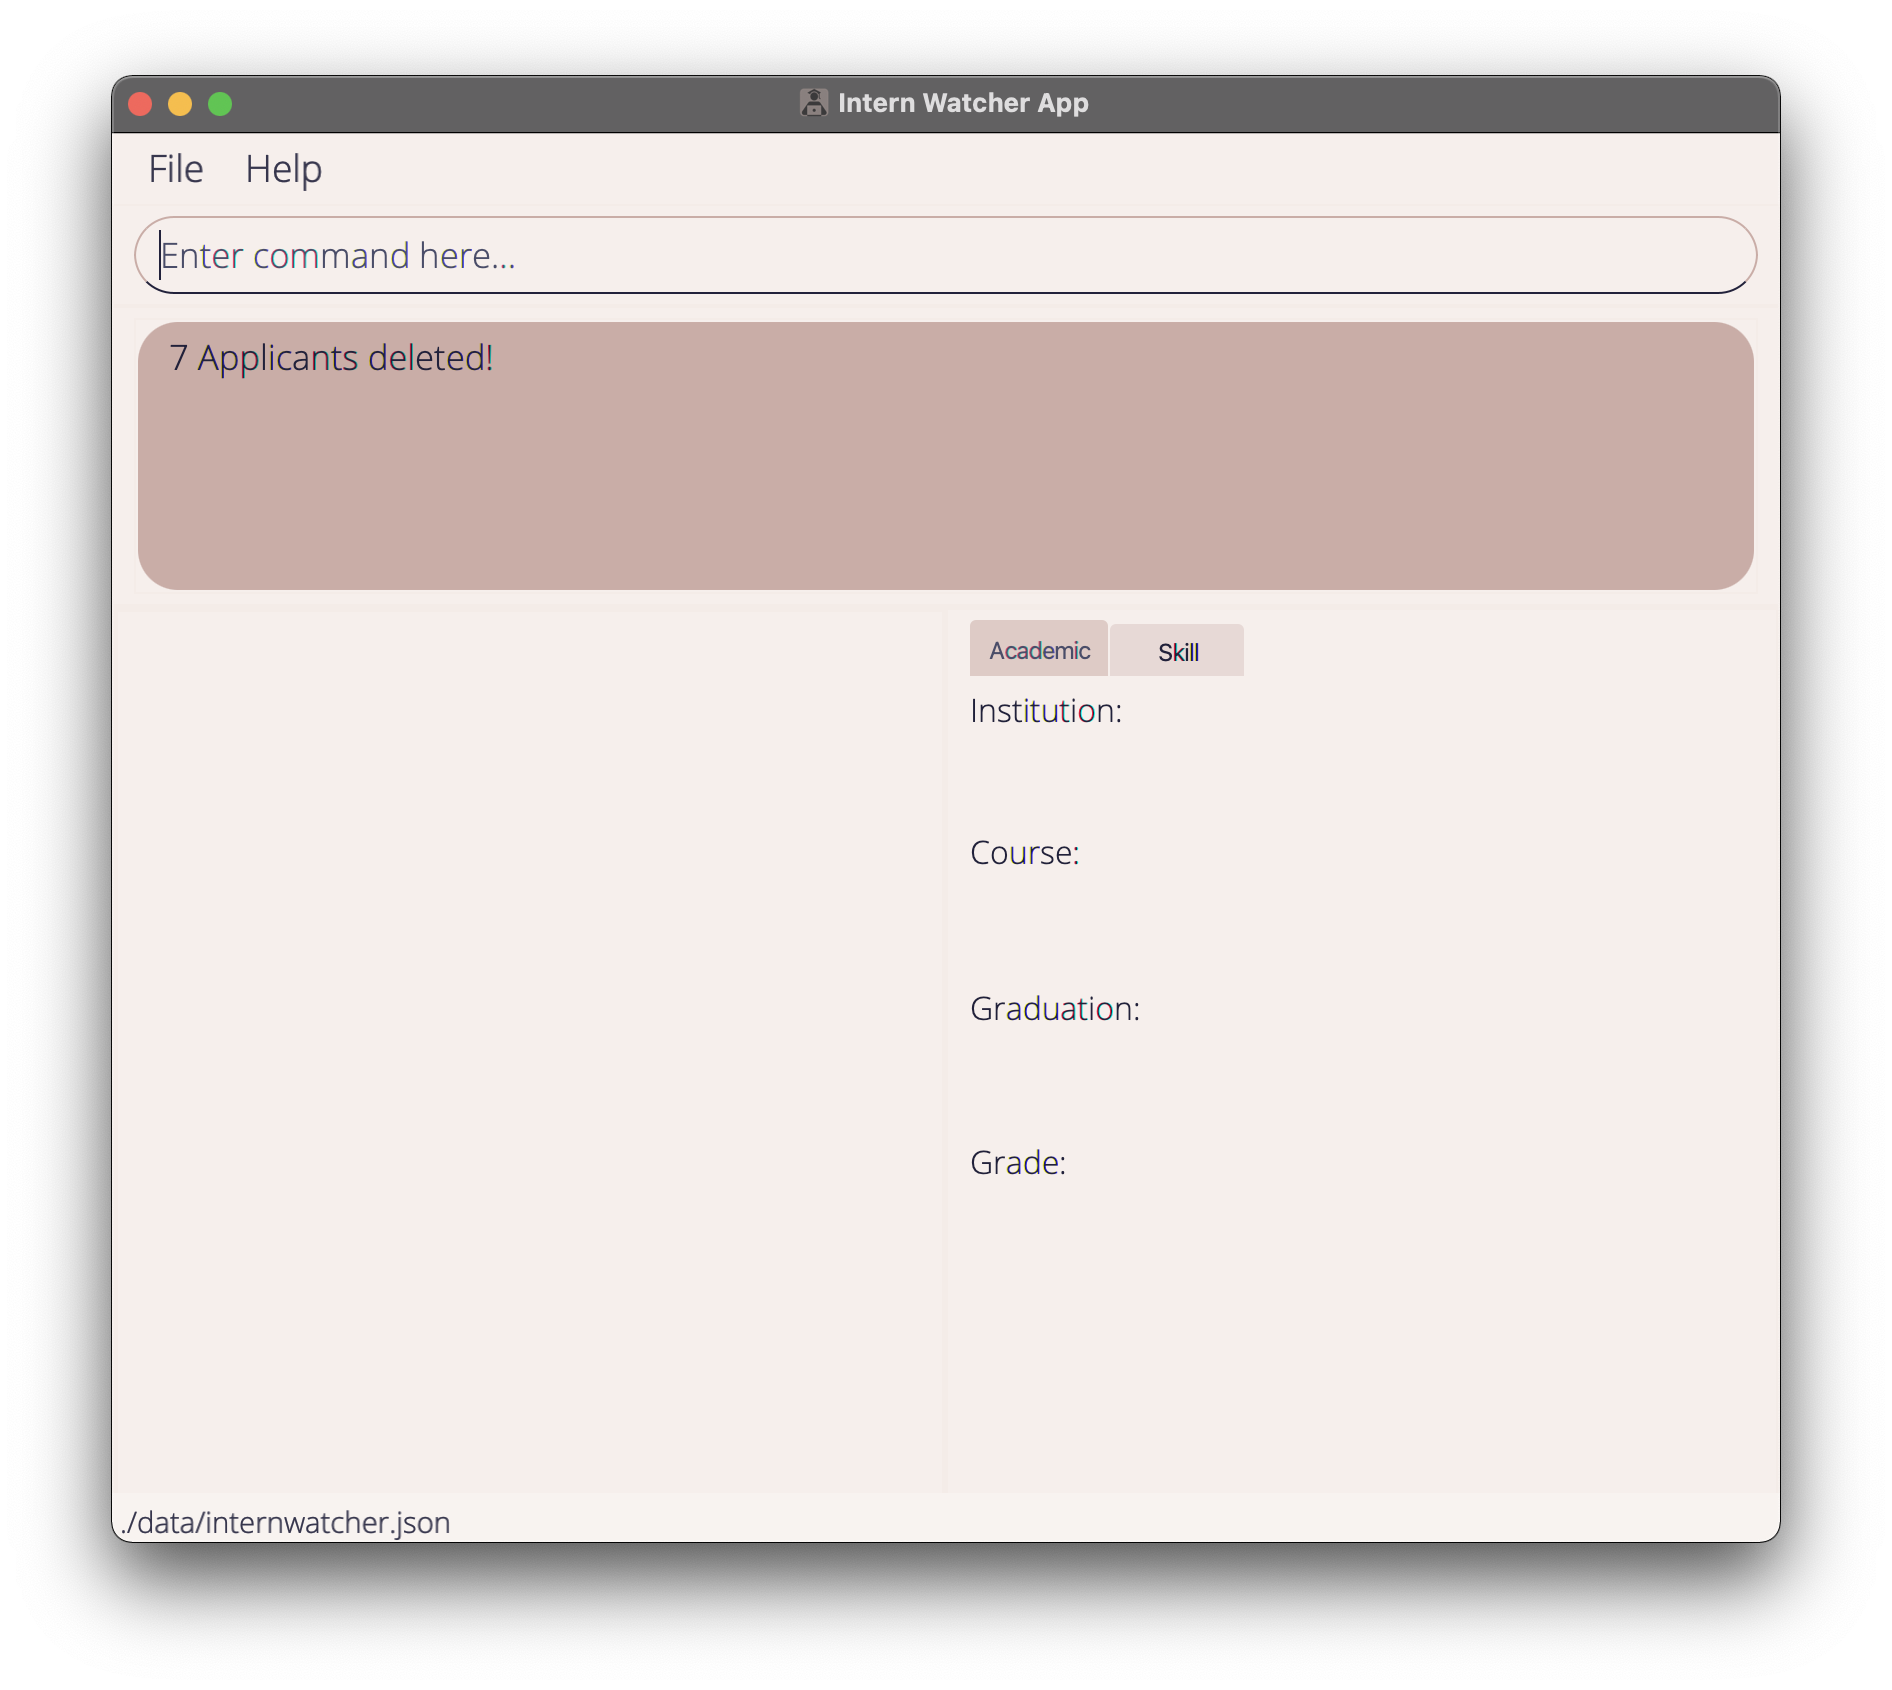 Intern Watcher App
File Help
Enter command here...
7 Applicants deleted!
Academic Skill
Institution:
Course:
Graduation:
Grade:
./data/internwatcher.json